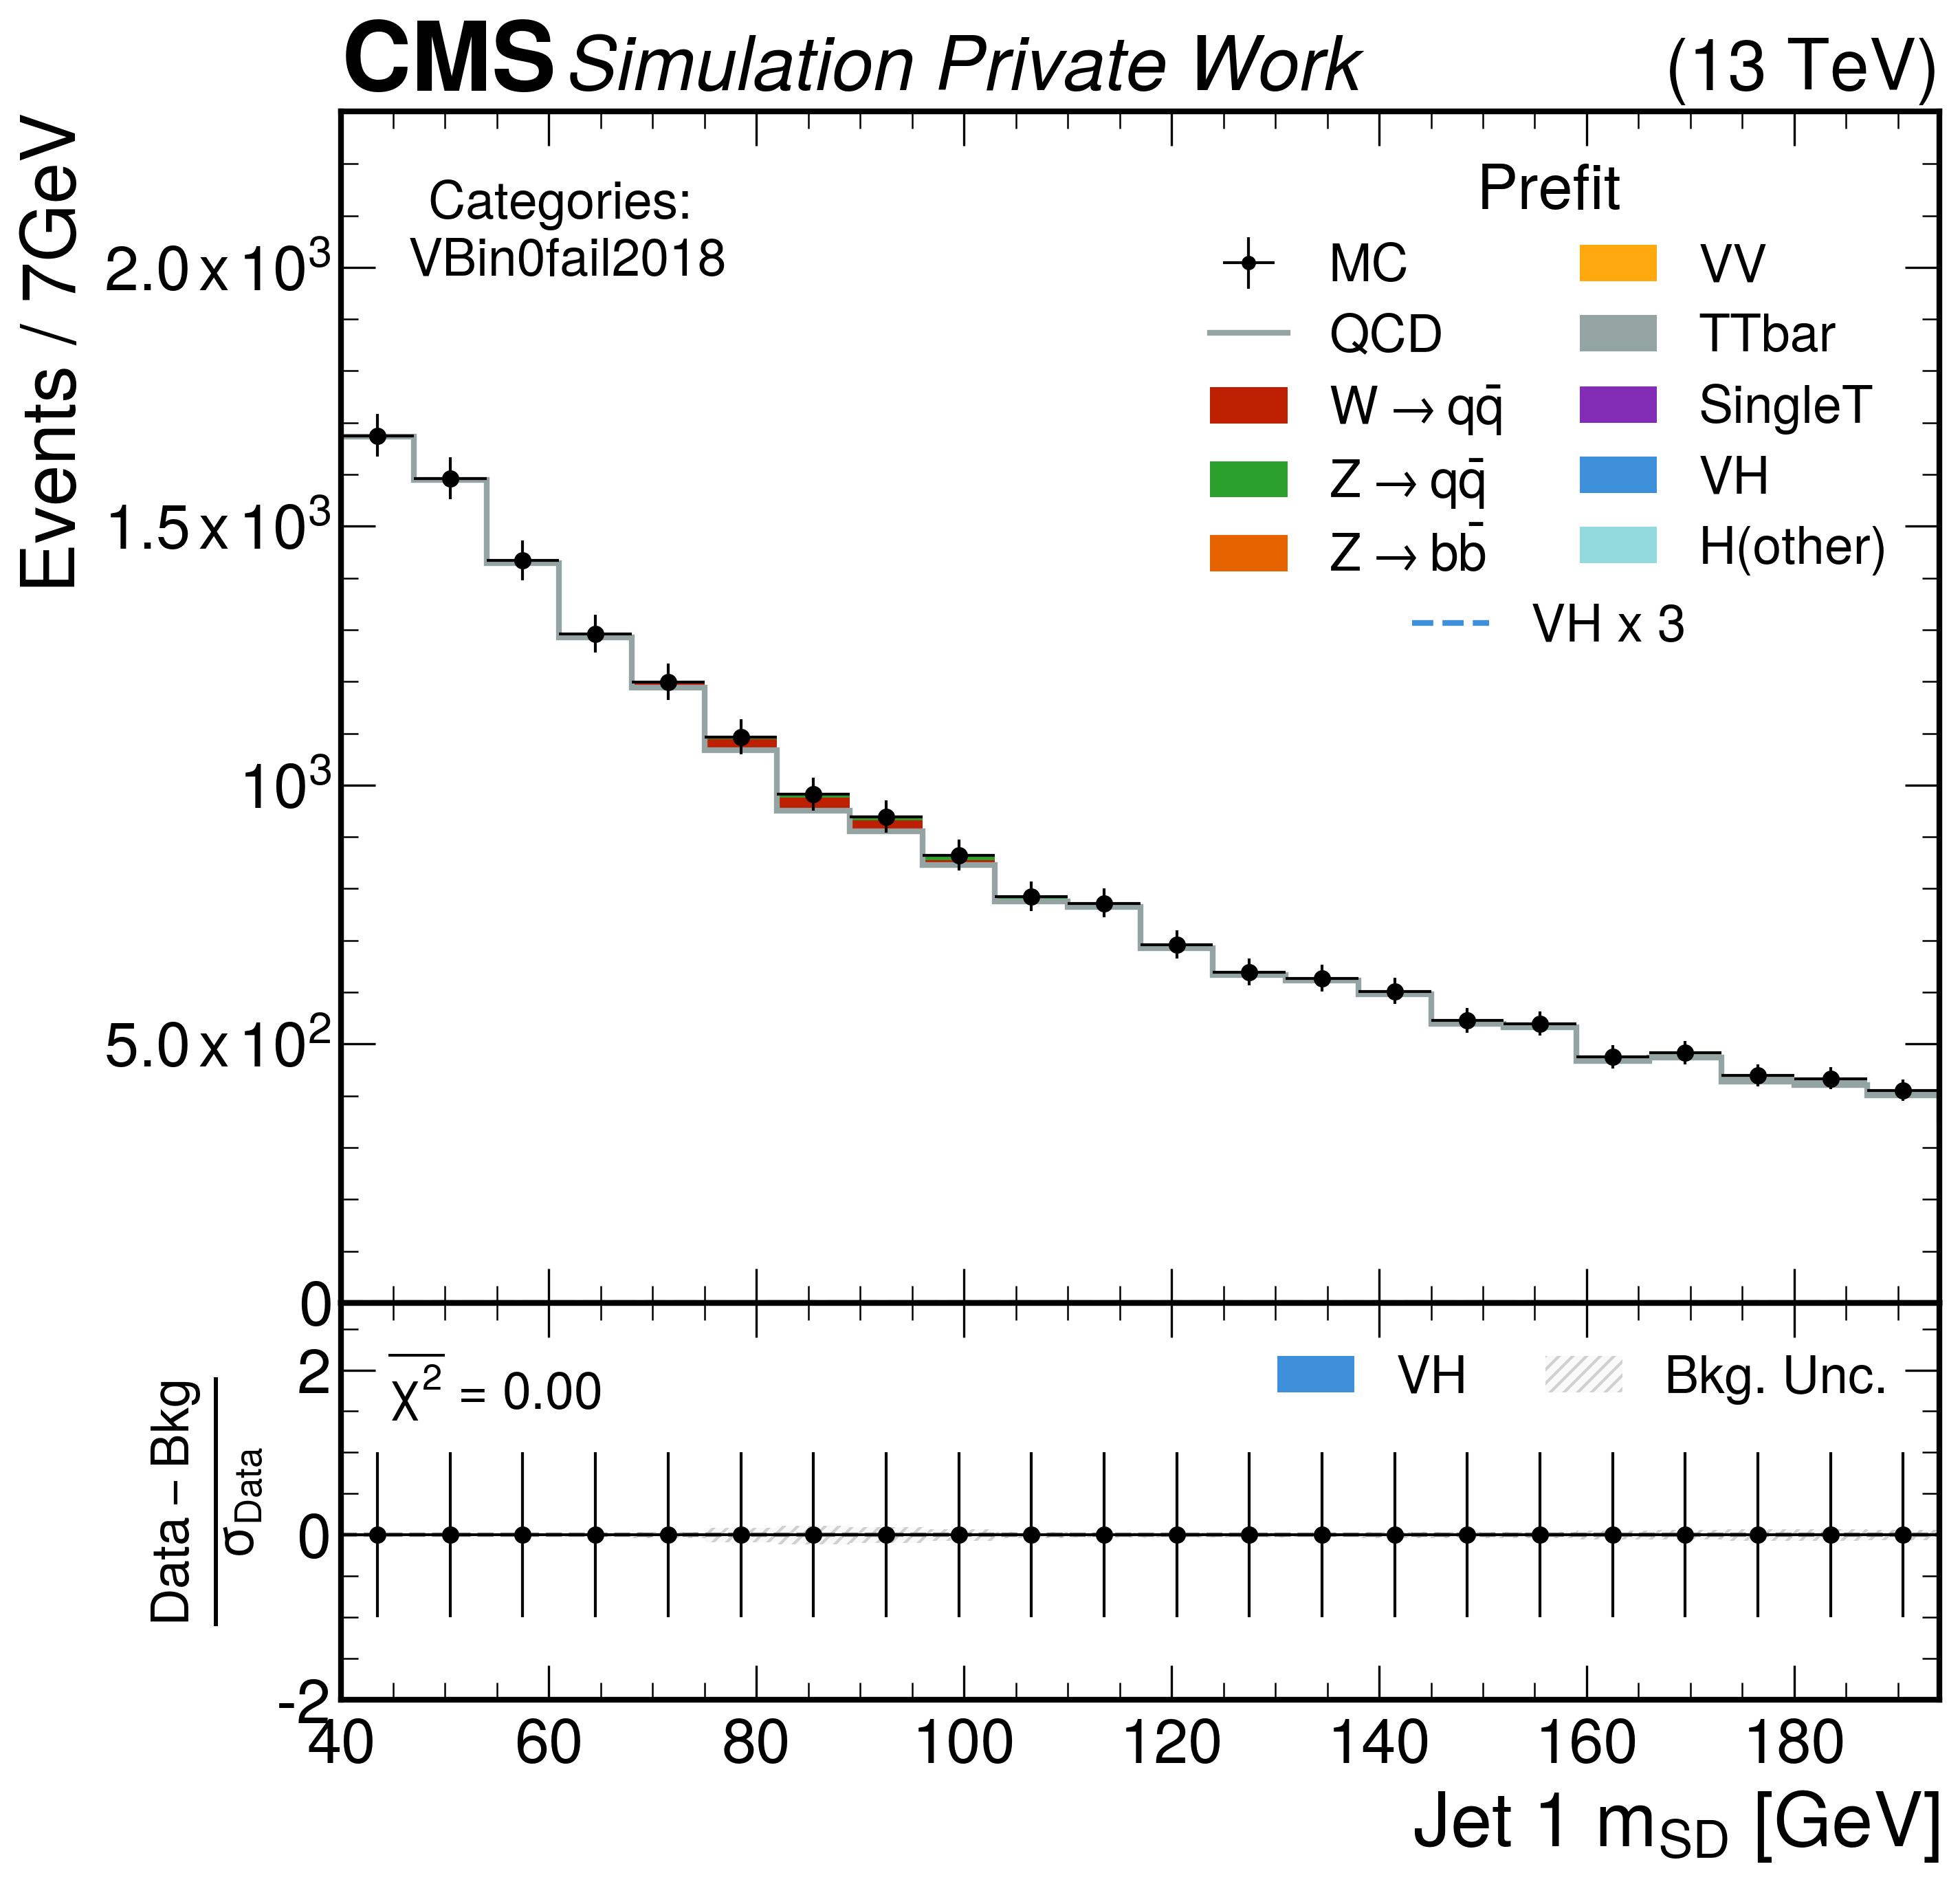 CMS Simulation Private Work (13 TeV)
Events / 7GeV
Categories:
VBin0fail2018
Prefit
MC
QCD
W → qq̄
Z → qq̄
Z → bb̄
VV
TTbar
SingleT
VH
H(other)
VH x 3
2.0 x 10³
1.5 x 10³
10³
5.0 x 10²
0
Data – Bkg
σ_Data
χ² = 0.00
VH
Bkg. Unc.
2
0
-2
40 60 80 100 120 140 160 180
Jet 1 m_SD [GeV]